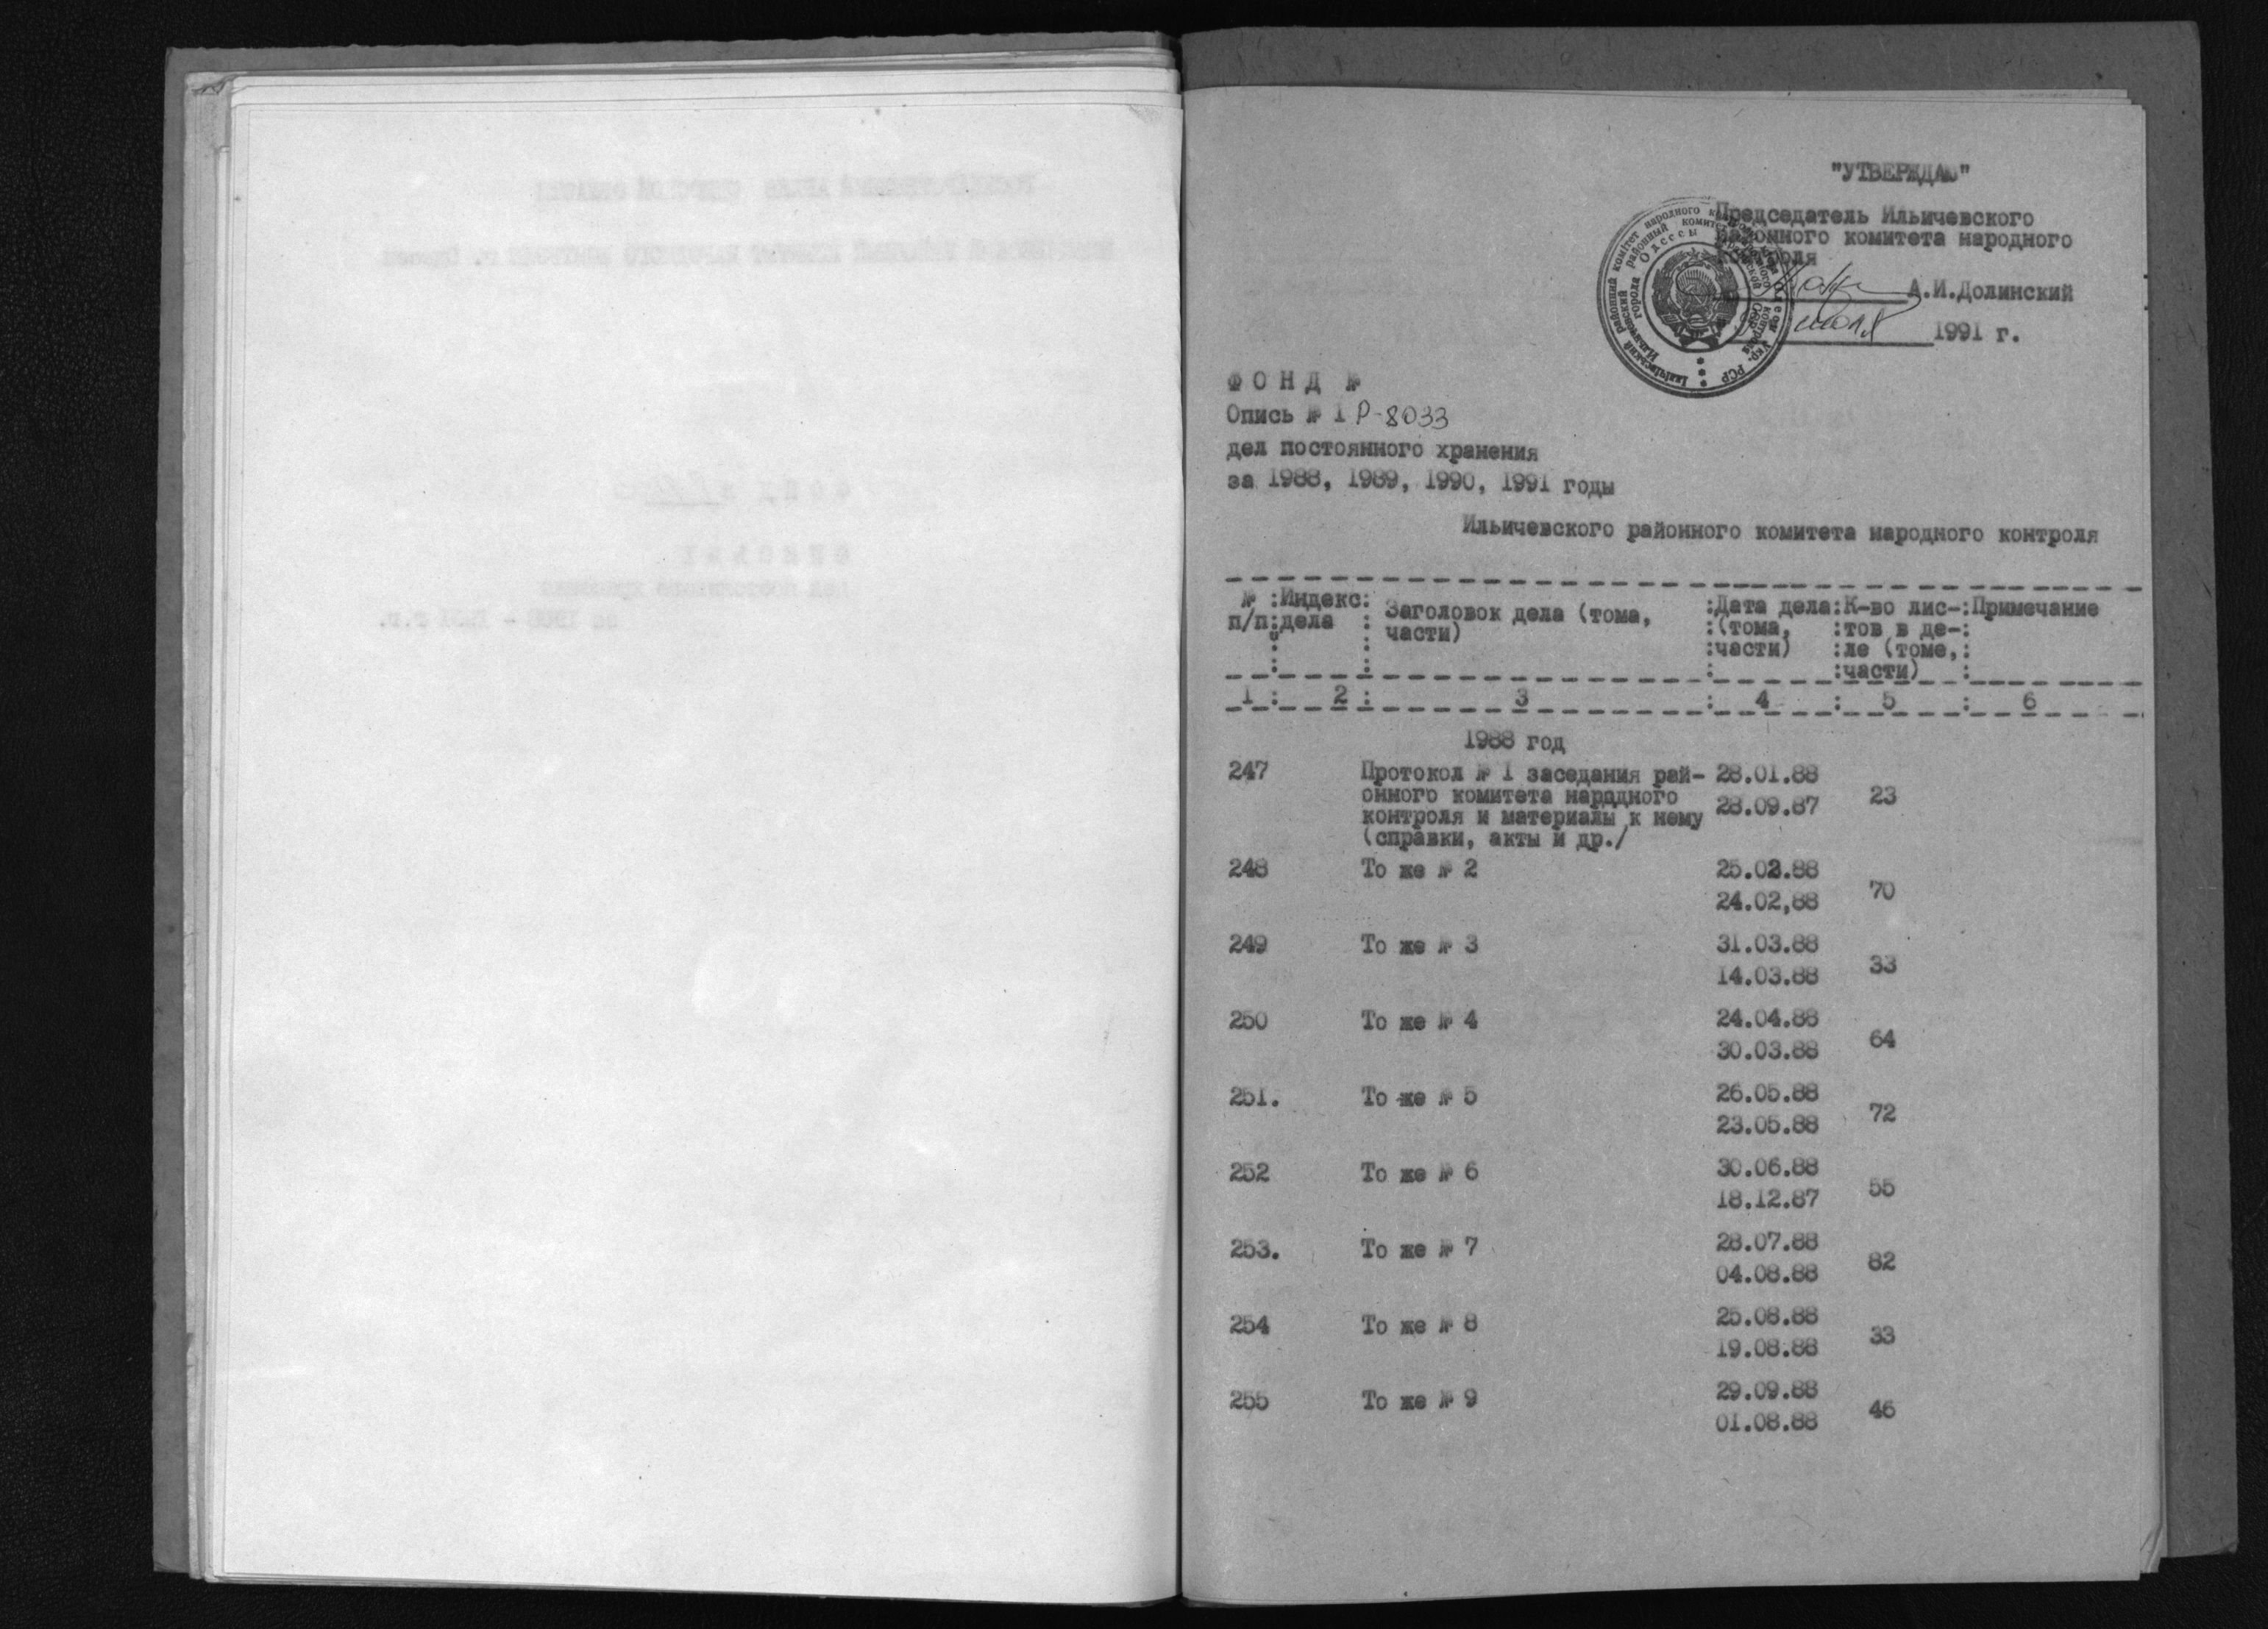 "УТВЕРЖДАЮ"
Председатель Ильичевского
районного комитета народного
контроля
А.И.Долинский
июля 1991 г.
Ф О Н Д №
Опись № 1 Р-8033
дел постоянного хранения
за 1988, 1989, 1990, 1991 годы
Ильичевского районного комитета народного контроля
№ :Индекс: Заголовок дела (тома, :Дата дела:К-во лис-:Примечание
п/п:дела : части) :(тома, :тов в де-:
: : :части) :ле (томе,:
: :части) :
1 : 2 : 3 : 4 : 5 : 6
1988 год
247 Протокол № 1 заседания рай- 28.01.88
онного комитета народного 28.09.87 23
контроля и материалы к нему
(справки, акты и др./
248 То же № 2 25.02.88
24.02,88 70
249 То же № 3 31.03.88
14.03.88 33
250 То же № 4 24.04.88
30.03.88 64
251. То же № 5 26.05.88
23.05.88 72
252 То же № 6 30.06.88
18.12.87 55
253. То же № 7 28.07.88
04.08.88 82
254 То же № 8 25.08.88
19.08.88 33
255 То же № 9 29.09.88
01.08.88 46